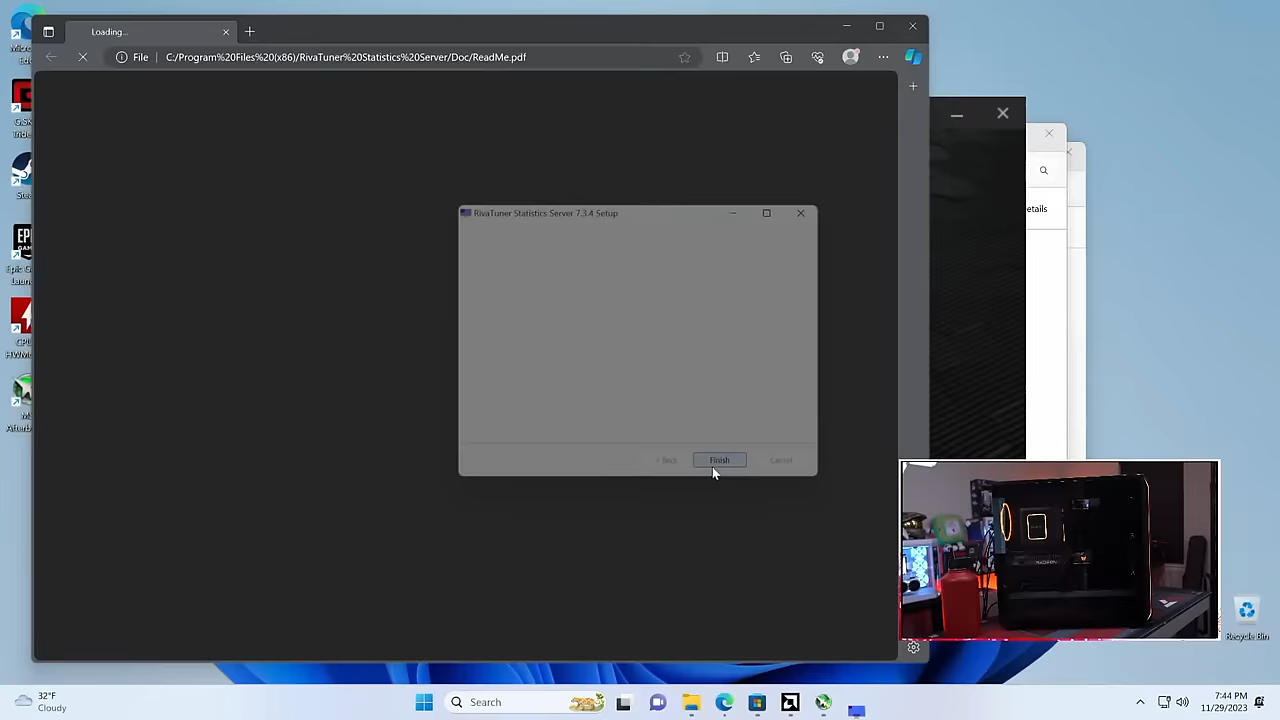 Loading...
File
C:/Program%20Files%20(x86)/RivaTuner%20Statistics%20Server/Doc/ReadMe.pdf
RivaTuner Statistics Server 7.3.4 Setup
etails
< Back
Finish
Cancel
RADEON
Recycle Bin
32°F
Cloudy
Search
7:44 PM
11/29/2023